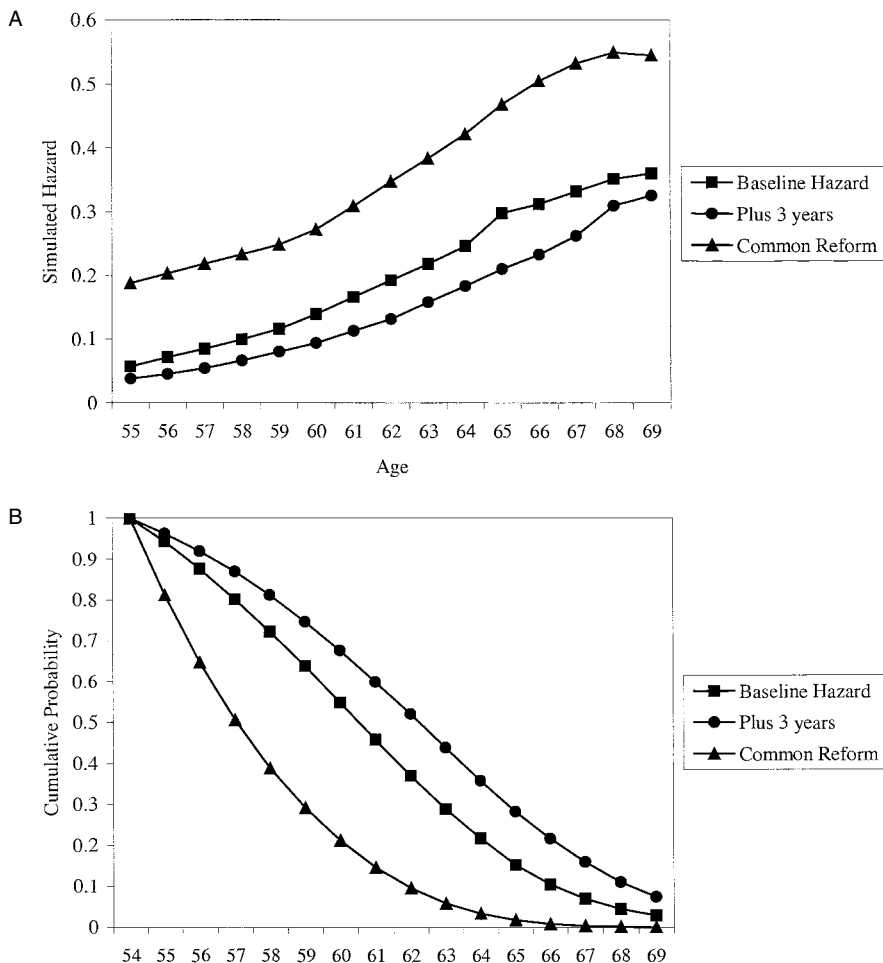 A
0.6
0.5
0.4
0.3
0.2
0.1
0
Simulated Hazard
55 56 57 58 59 60 61 62 63 64 65 66 67 68 69
Age
Baseline Hazard
Plus 3 years
Common Reform
B
1
0.9
0.8
0.7
0.6
0.5
0.4
0.3
0.2
0.1
0
Cumulative Probability
54 55 56 57 58 59 60 61 62 63 64 65 66 67 68 69
Baseline Hazard
Plus 3 years
Common Reform